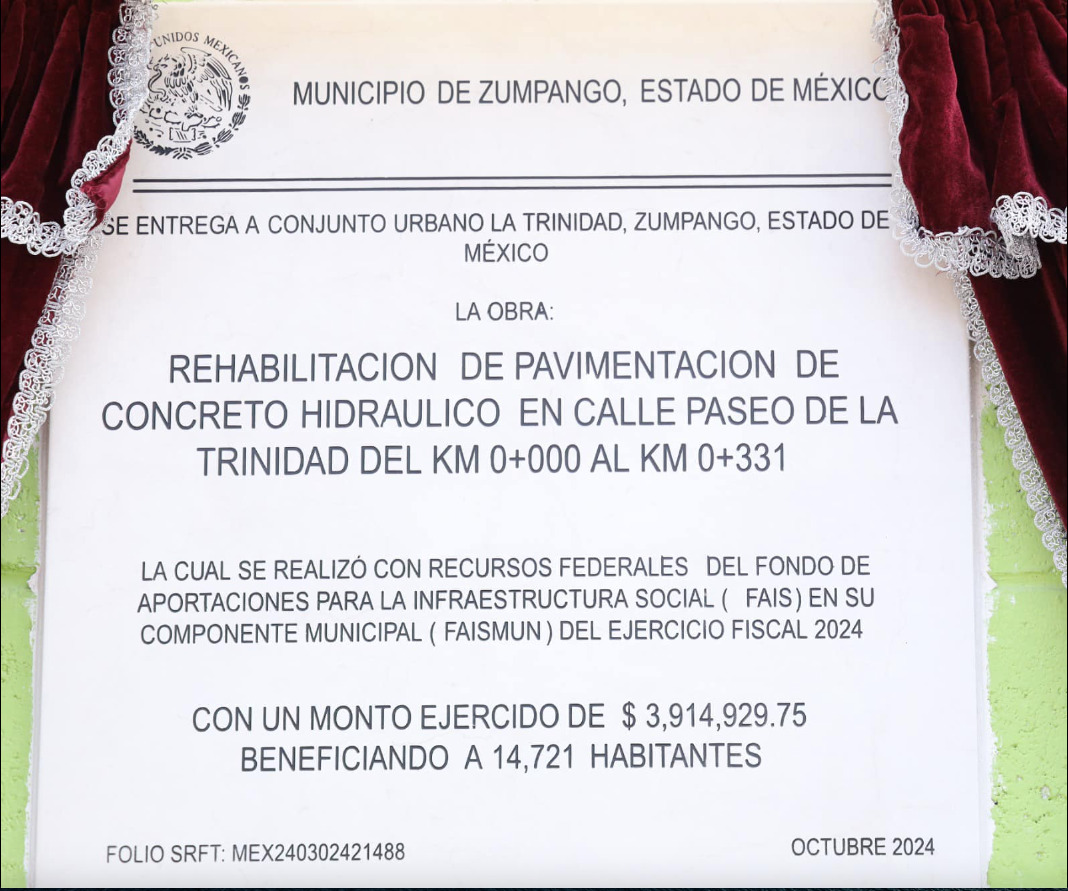 UNIDOS MEXICANOS
MUNICIPIO DE ZUMPANGO, ESTADO DE MÉXICO
SE ENTREGA A CONJUNTO URBANO LA TRINIDAD, ZUMPANGO, ESTADO DE
MÉXICO
LA OBRA:
REHABILITACION DE PAVIMENTACION DE
CONCRETO HIDRAULICO EN CALLE PASEO DE LA
TRINIDAD DEL KM 0+000 AL KM 0+331
LA CUAL SE REALIZÓ CON RECURSOS FEDERALES DEL FONDO DE
APORTACIONES PARA LA INFRAESTRUCTURA SOCIAL ( FAIS) EN SU
COMPONENTE MUNICIPAL ( FAISMUN ) DEL EJERCICIO FISCAL 2024
CON UN MONTO EJERCIDO DE $ 3,914,929.75
BENEFICIANDO A 14,721 HABITANTES
FOLIO SRFT: MEX240302421488
OCTUBRE 2024